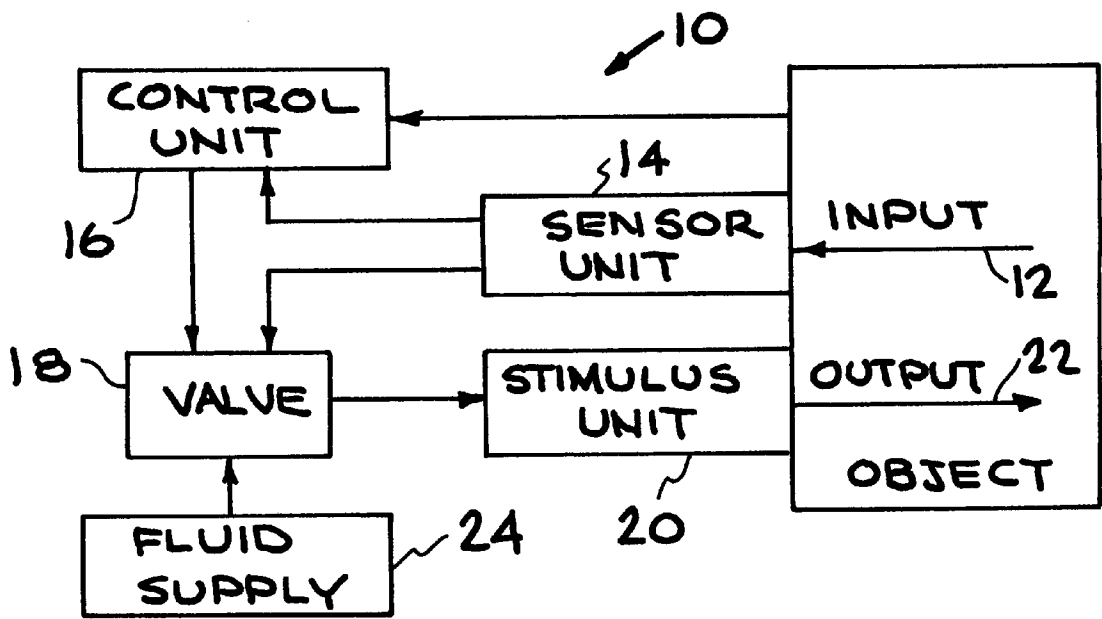 10
CONTROL
UNIT
16
14
SENSOR
UNIT
INPUT
12
18
VALVE
STIMULUS
UNIT
20
OUTPUT
22
OBJECT
FLUID
SUPPLY
24